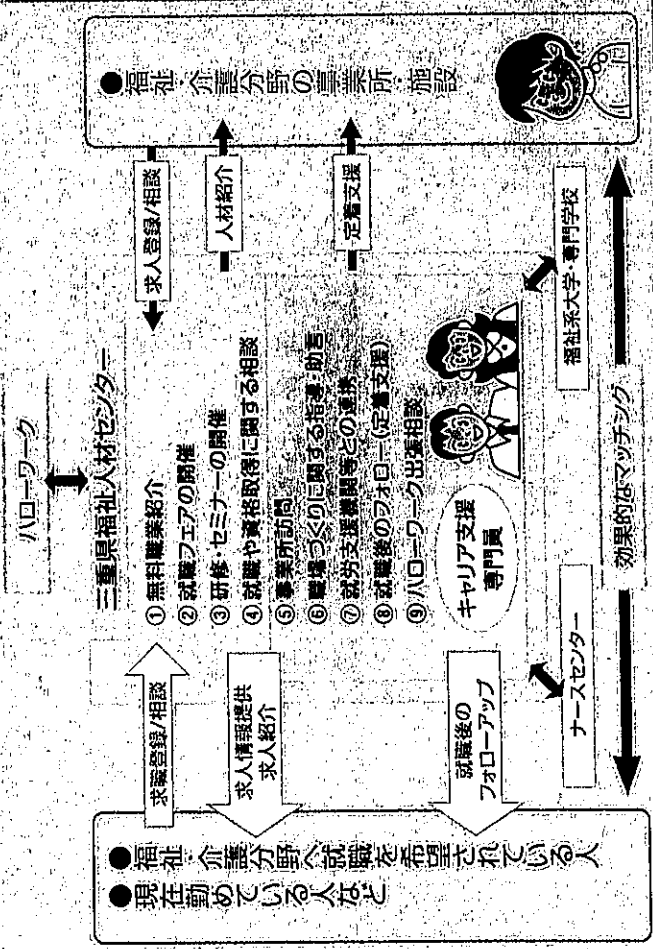 ハローワーク
三重県福祉人材センター
①無料職業紹介
②就職フェアの開催
③研修・セミナーの開催
④就職や資格取得に関する相談
⑤事業所訪問
⑥職場づくりに関する指導・助言
⑦就労支援機関等との連携
⑧就職後のフォロー(定着支援)
⑨ハローワーク出張相談
キャリア支援
専門員
●福祉・介護分野へ就職を希望されている人
●現在勤めている人など
求職登録/相談
求人情報提供
求人紹介
就職後の
フォローアップ
求人登録/相談
人材紹介
定着支援
●福祉・介護分野の事業所・施設
ナースセンター
福祉系大学・専門学校
効果的なマッチング